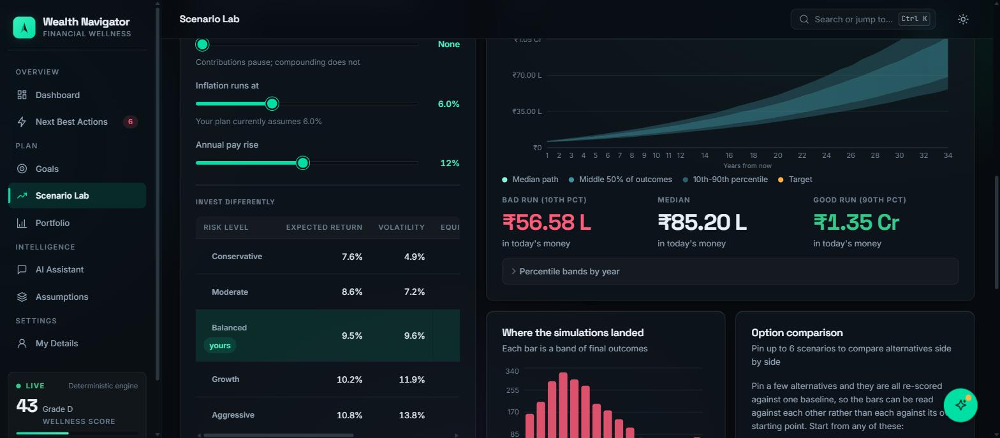 Wealth Navigator
FINANCIAL WELLNESS
OVERVIEW
Dashboard
Next Best Actions 6
PLAN
Goals
Scenario Lab
Portfolio
INTELLIGENCE
AI Assistant
Assumptions
SETTINGS
My Details
LIVE Deterministic engine
43 Grade D
WELLNESS SCORE
Scenario Lab
Search or jump to... Ctrl K
None
Contributions pause; compounding does not
Inflation runs at
6.0%
Your plan currently assumes 6.0%
Annual pay rise
12%
INVEST DIFFERENTLY
RISK LEVEL EXPECTED RETURN VOLATILITY EQUI
Conservative 7.6% 4.9%
Moderate 8.6% 7.2%
Balanced 9.5% 9.6%
yours
Growth 10.2% 11.9%
Aggressive 10.8% 13.8%
₹1.05 Cr
₹70.00 L
₹35.00 L
₹0
1 2 3 4 5 6 7 8 9 10 11 12 14 16 18 20 22 24 26 28 30 32 34
Years from now
Median path Middle 50% of outcomes 10th-90th percentile Target
BAD RUN (10TH PCT) MEDIAN GOOD RUN (90TH PCT)
₹56.58 L ₹85.20 L ₹1.35 Cr
in today's money in today's money in today's money
Percentile bands by year
Where the simulations landed
Each bar is a band of final outcomes
340
255
170
85
Option comparison
Pin up to 6 scenarios to compare alternatives side
by side
Pin a few alternatives and they are all re-scored
against one baseline, so the bars can be read
against each other rather than each against its
starting point. Start from any of these: